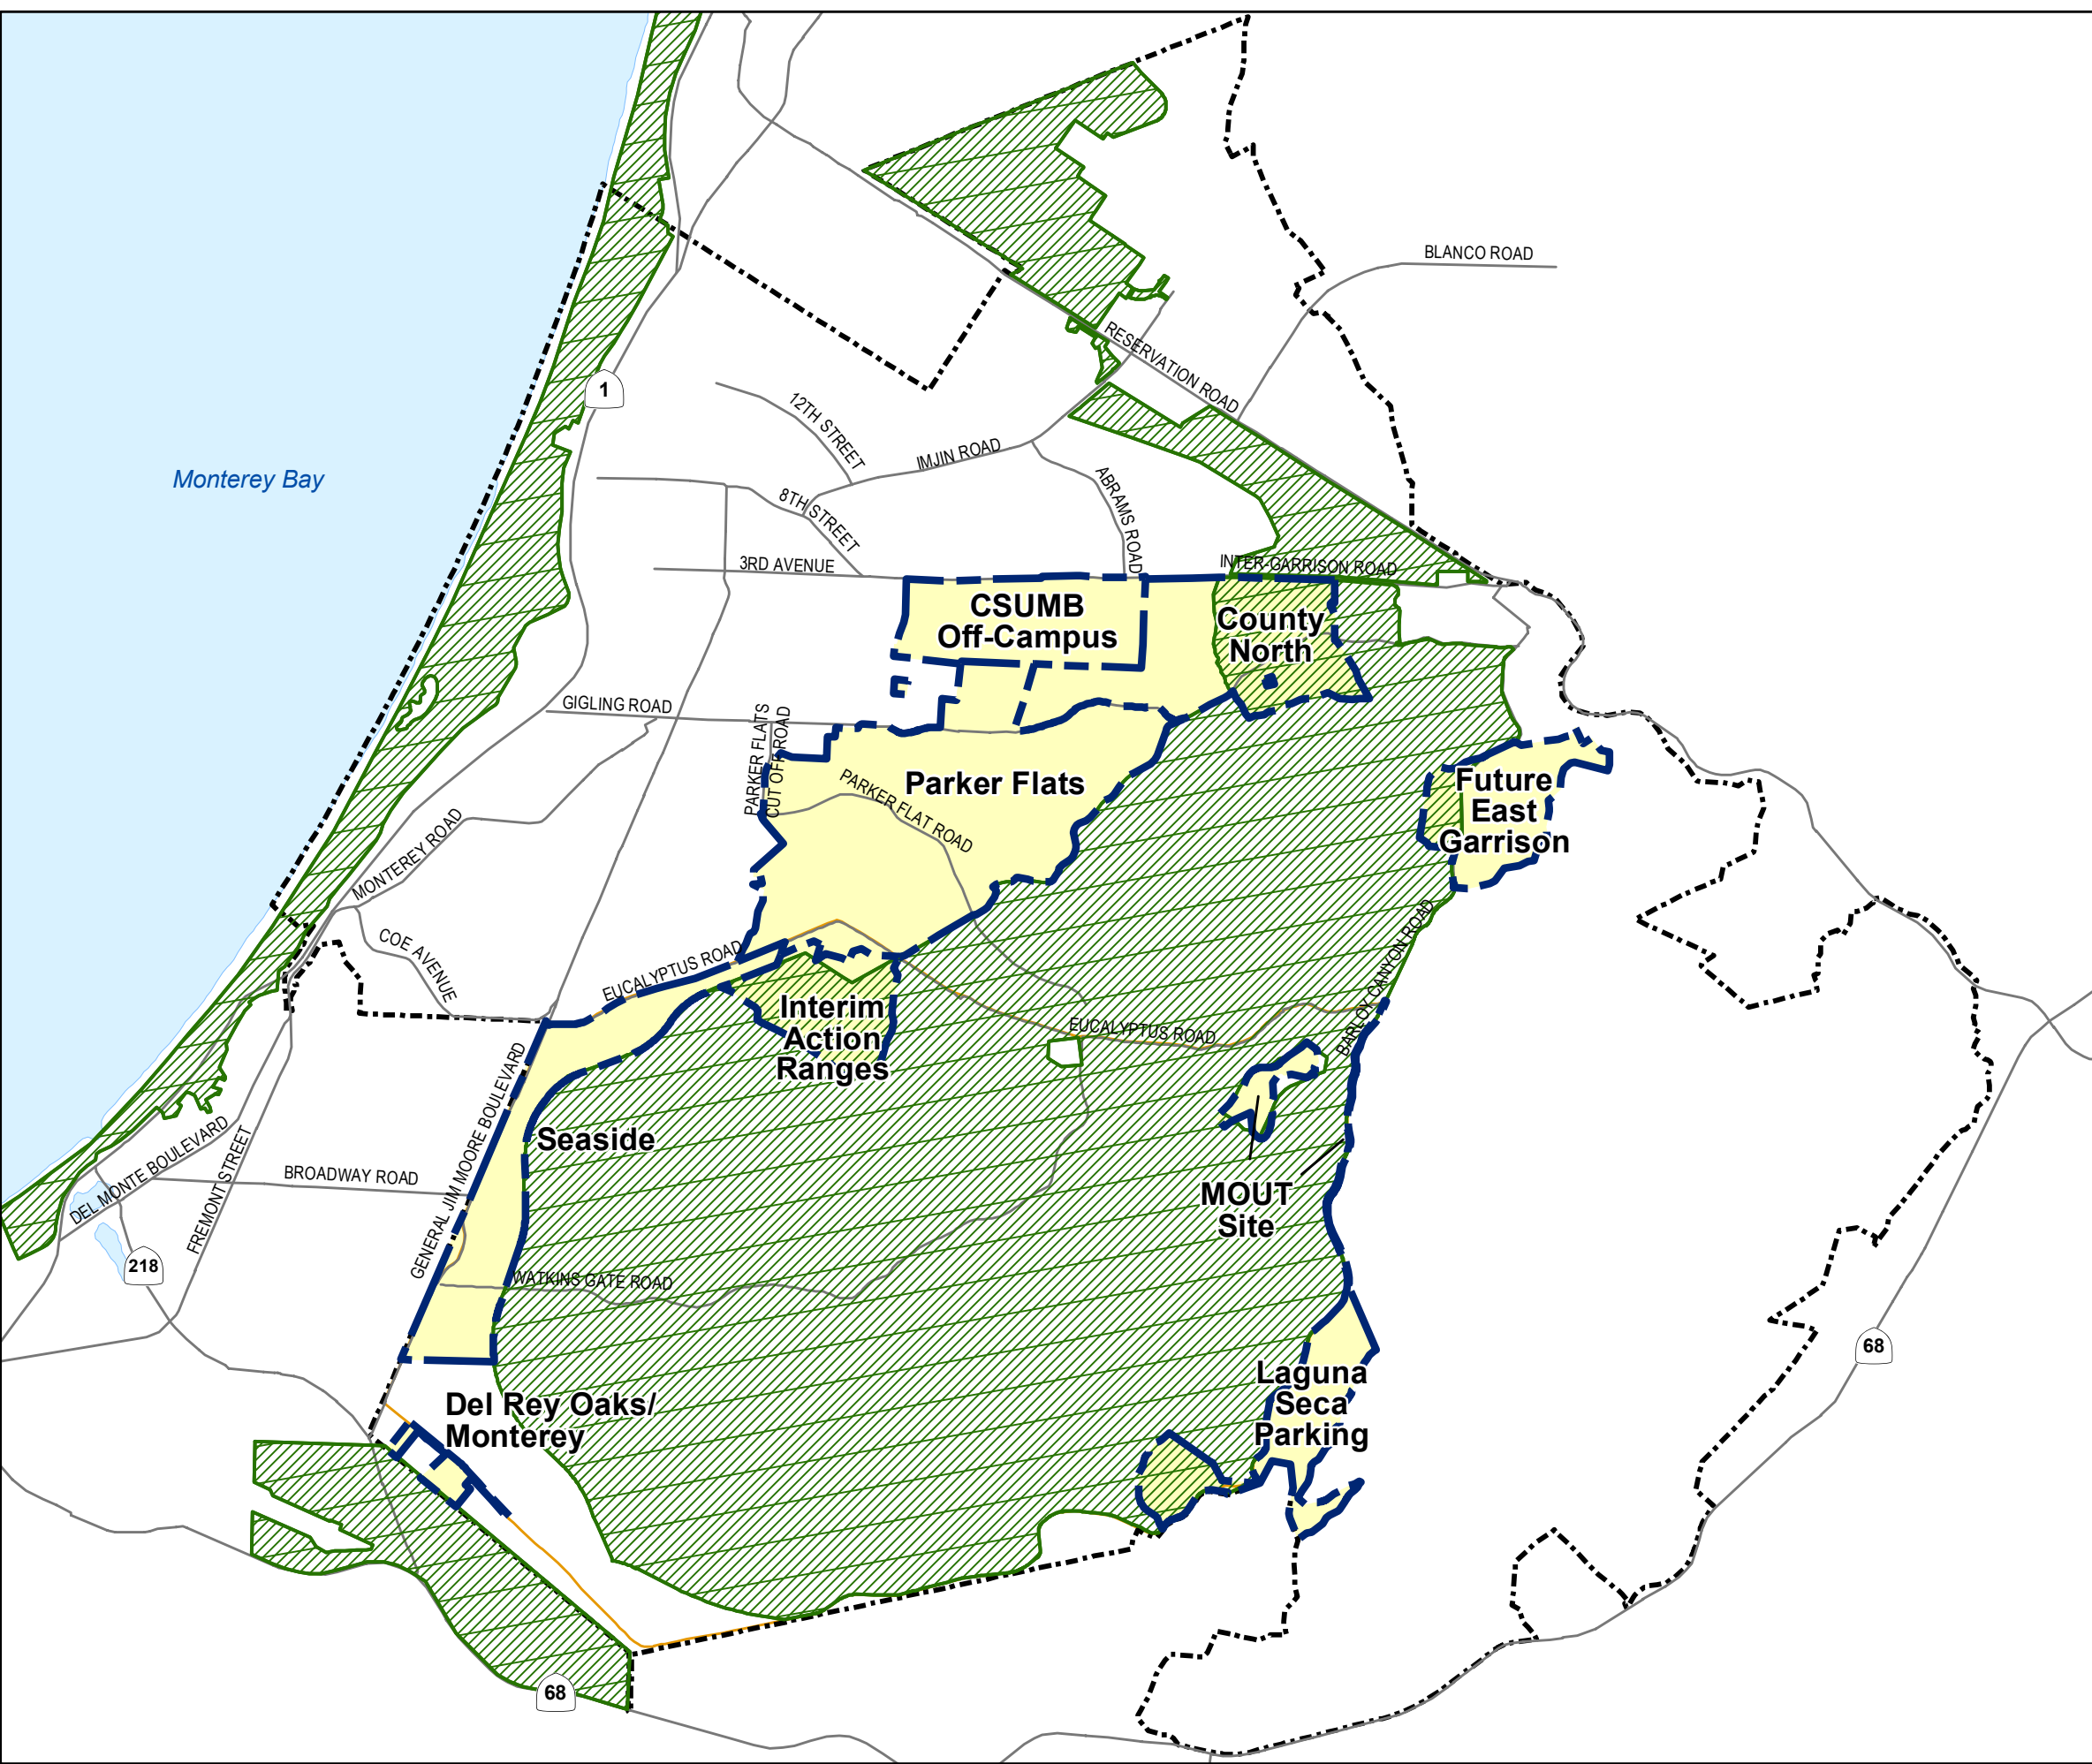 BLANCO ROAD
RESERVATION ROAD
1
12TH STREET
IMJIN ROAD
Monterey Bay
ABRAMS ROAD
8TH STREET
3RD AVENUE
INTER-GARRISON ROAD
CSUMB
Off-Campus
County
North
GIGLING ROAD
PARKER FLATS
CUT OFF ROAD
Parker Flats
PARKER FLAT ROAD
Future
East
Garrison
MONTEREY ROAD
COE AVENUE
EUCALYPTUS ROAD
BARLOY CANYON ROAD
Interim
Action
Ranges
EUCALYPTUS ROAD
GENERAL JIM MOORE BOULEVARD
Seaside
DEL MONTE BOULEVARD
FREMONT STREET
BROADWAY ROAD
MOUT
Site
218
WATKINS GATE ROAD
68
Laguna
Seca
Parking
Del Rey Oaks/
Monterey
68